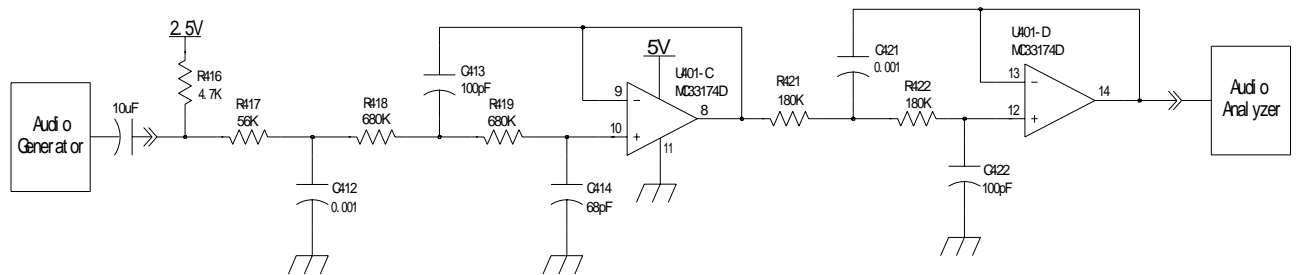 2.5V
R416
4.7K
Audio
Generator
10uF
R417
56K
C412
0.001
R418
680K
C413
100pF
R419
680K
C414
68pF
5V
U401-C
MC33174D
9
10
8
11
R421
180K
C421
0.001
R422
180K
C422
100pF
U401-D
MC33174D
13
12
14
Audio
Analyzer